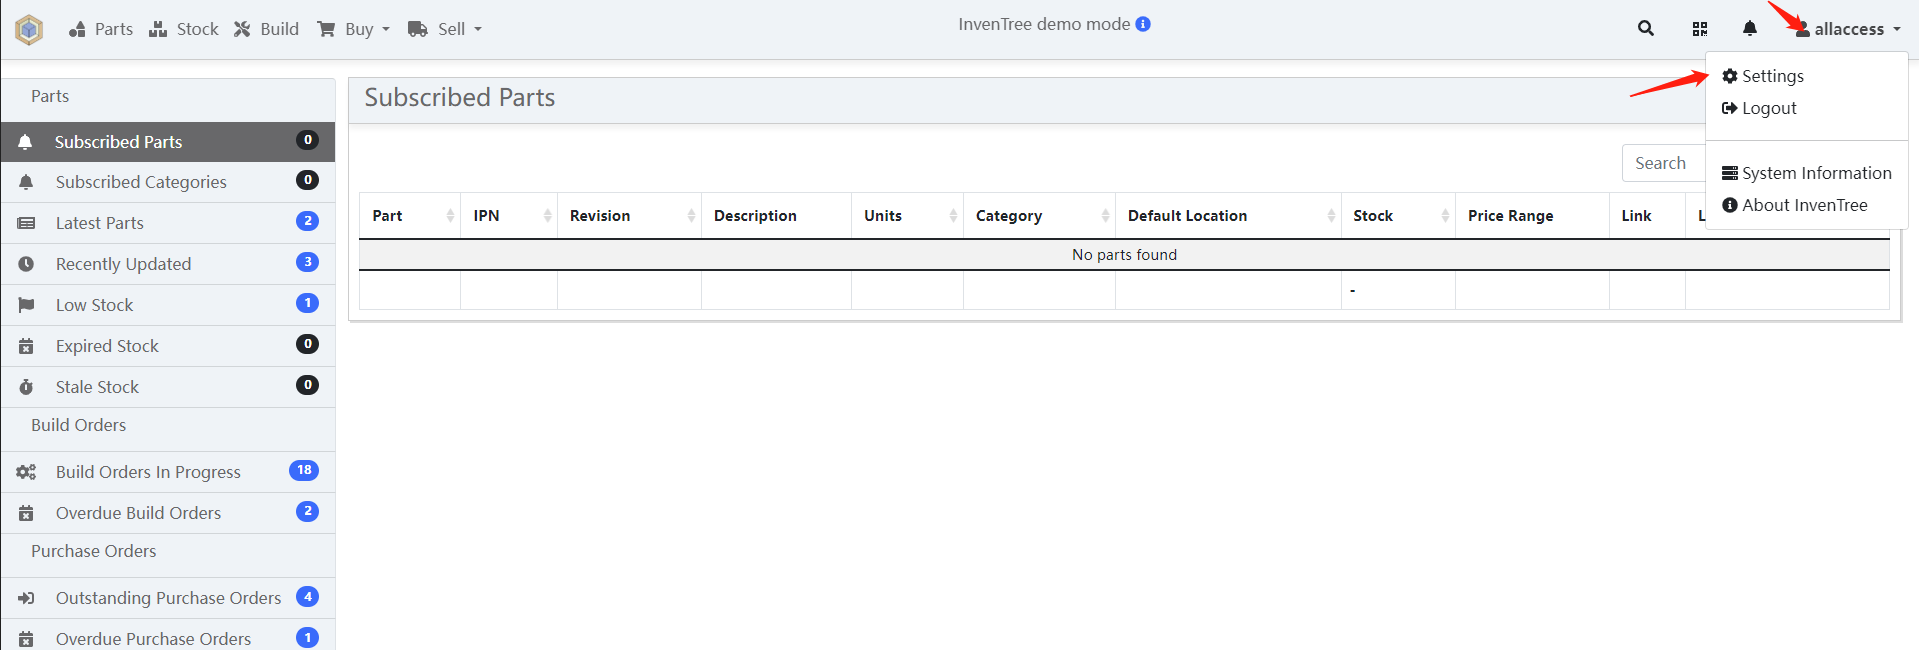 Parts
Stock
Build
Buy
Sell
InvenTree demo mode
allaccess
Settings
Logout
System Information
About InvenTree
Parts
Subscribed Parts 0
Subscribed Categories 0
Latest Parts 2
Recently Updated 3
Low Stock 1
Expired Stock 0
Stale Stock 0
Build Orders
Build Orders In Progress 18
Overdue Build Orders 2
Purchase Orders
Outstanding Purchase Orders 4
Overdue Purchase Orders 1
Subscribed Parts
Search
Part IPN Revision Description Units Category Default Location Stock Price Range Link L
No parts found
-